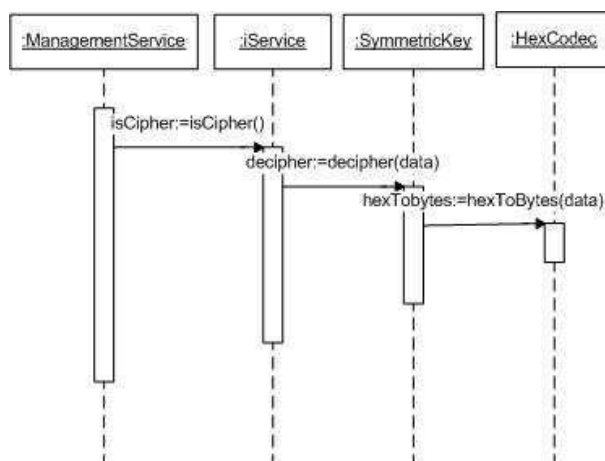 :ManagementService
:iService
:SymmetricKey
:HexCodec
isCipher:=isCipher()
decipher:=decipher(data)
hexTobytes:=hexToBytes(data)